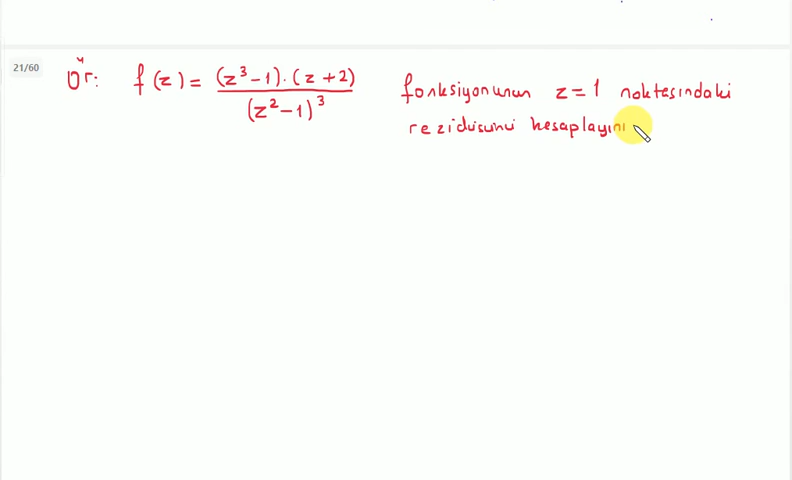 21/60
Ör: f(z) = (z³-1)·(z+2) / (z²-1)³ fonksiyonunun z=1 noktasındaki
rezidüsünü hesaplayını